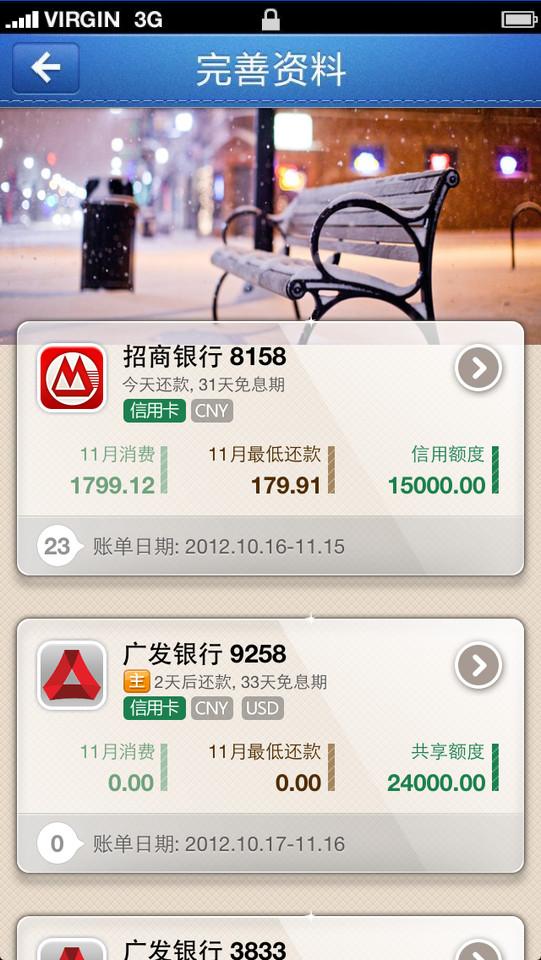 VIRGIN 3G
完善资料
招商银行 8158
今天还款, 31天免息期
信用卡 CNY
11月消费 11月最低还款 信用额度
1799.12 179.91 15000.00
23 账单日期: 2012.10.16-11.15
广发银行 9258
主 2天后还款, 33天免息期
信用卡 CNY USD
11月消费 11月最低还款 共享额度
0.00 0.00 24000.00
0 账单日期: 2012.10.17-11.16
广发银行 3833